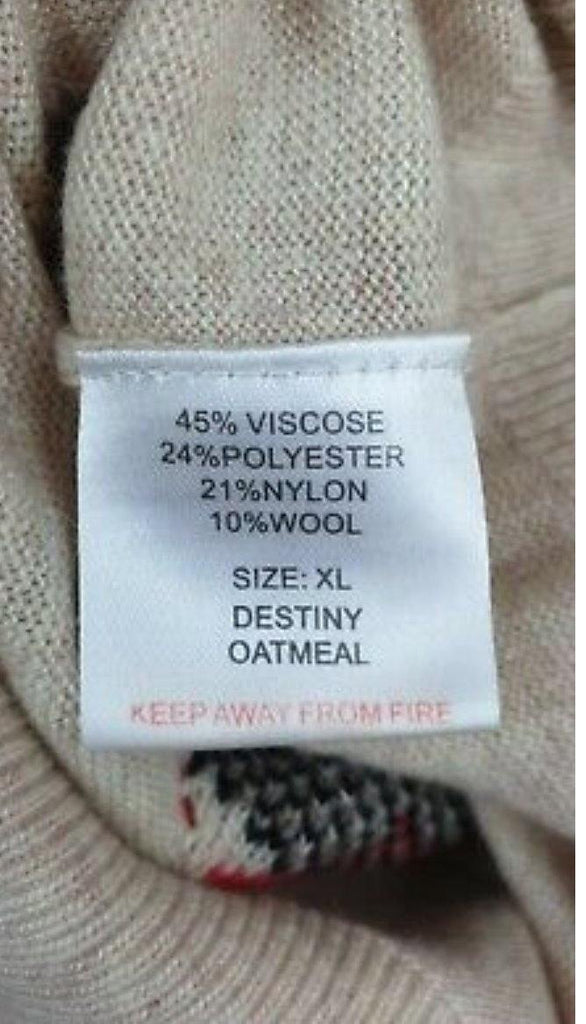 45% VISCOSE
24%POLYESTER
21%NYLON
10%WOOL
SIZE: XL
DESTINY
OATMEAL
KEEP AWAY FROM FIRE